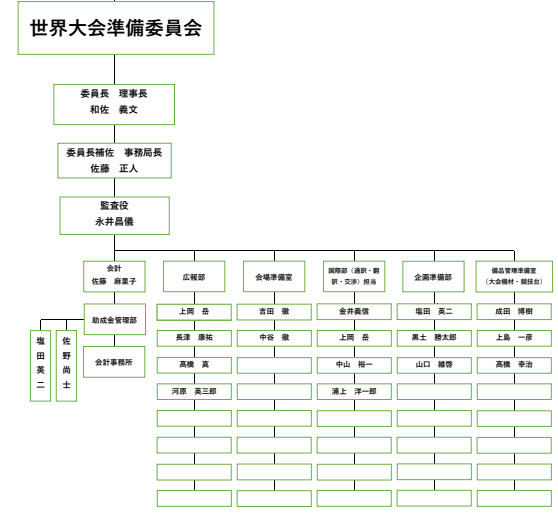 世界大会準備委員会
委員長　理事長
和佐　義文
委員長補佐　事務局長
佐藤　正人
監査役
永井昌儀
会計
佐藤　麻里子
広報部
会場準備室
国際部（通訳・翻
訳・交渉）担当
企画準備部
備品管理準備室
（大会機材・競技台）
助成金管理部
会計事務所
塩田英二
佐野尚士
上岡　岳
長津　康祐
高橋　真
河原　英三郎
吉田　徹
中谷　徹
金井義信
上岡　岳
中山　裕一
浦上　洋一郎
塩田　英二
黒土　勝太郎
山口　雄啓
成田　博樹
上島　一彦
高橋　幸治